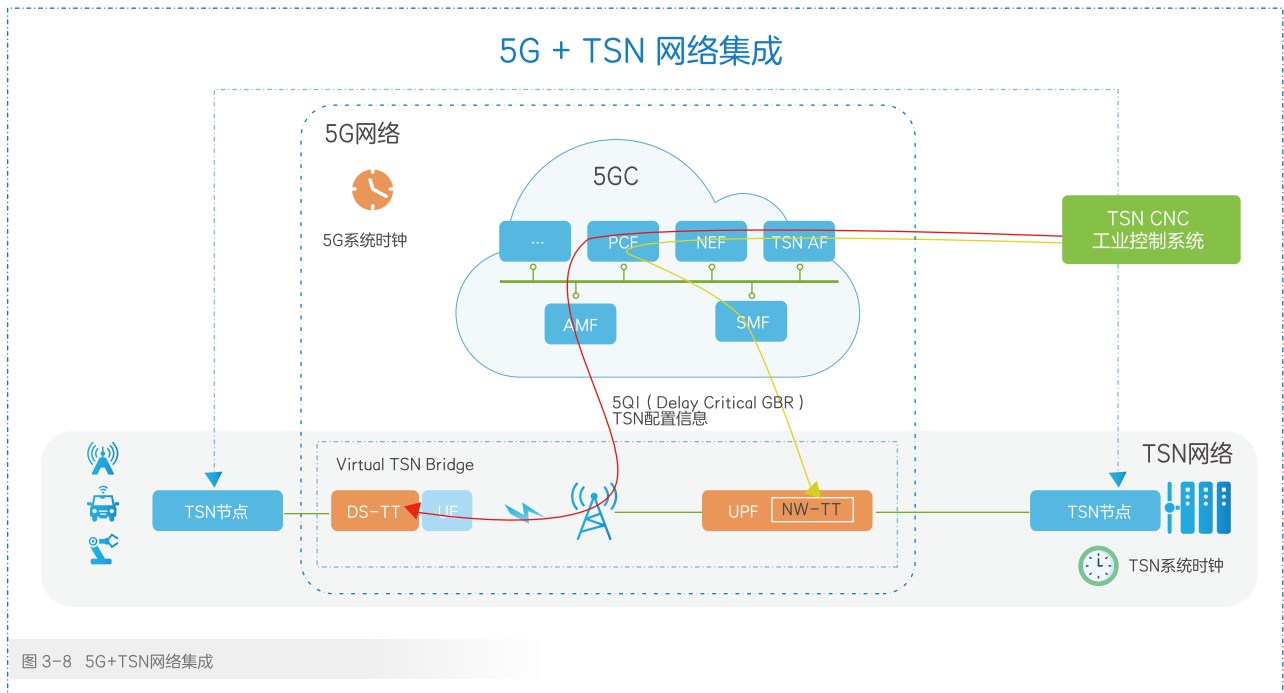 5G + TSN 网络集成
5G网络
5G系统时钟
5GC
...
PCF
NEF
TSN AF
TSN CNC
工业控制系统
AMF
SMF
5QI（Delay Critical GBR）
TSN配置信息
TSN网络
Virtual TSN Bridge
TSN节点
DS-TT
UE
UPF
NW-TT
TSN节点
TSN系统时钟
图 3-8 5G+TSN网络集成